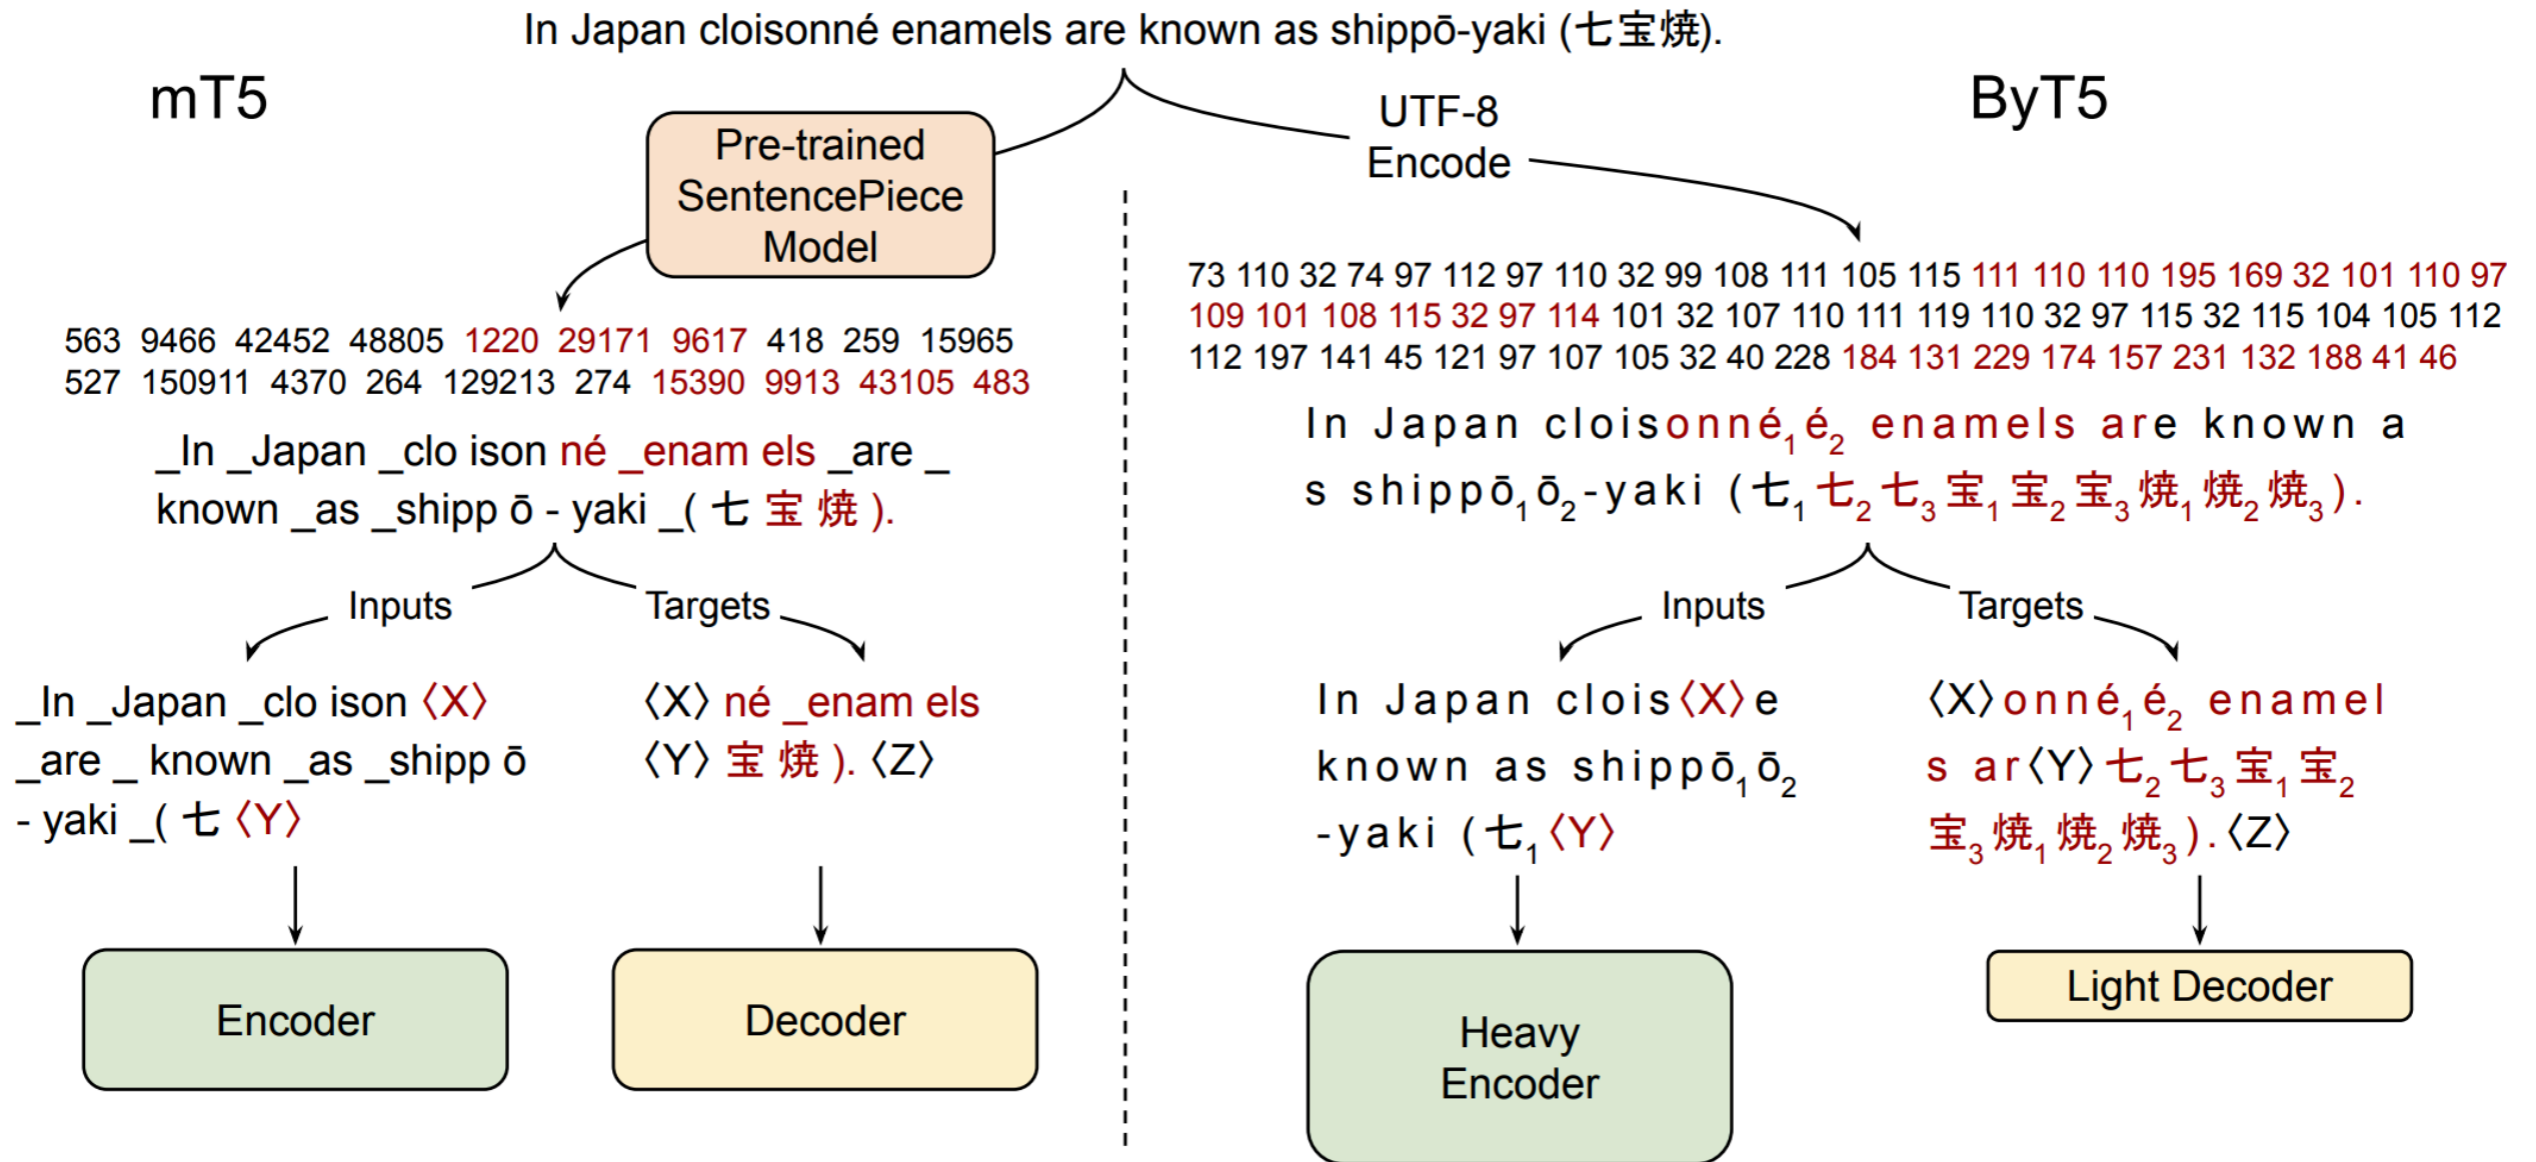 In Japan cloisonné enamels are known as shippō-yaki (七宝焼).
mT5
Pre-trained
SentencePiece
Model
563 9466 42452 48805 1220 29171 9617 418 259 15965
527 150911 4370 264 129213 274 15390 9913 43105 483
_In _Japan _clo ison né _enam els _are _
known _as _shipp ō - yaki _( 七 宝 焼 ).
Inputs
Targets
_In _Japan _clo ison 〈X〉
_are _ known _as _shipp ō
- yaki _( 七 〈Y〉
〈X〉 né _enam els
〈Y〉 宝 焼 ). 〈Z〉
Encoder
Decoder
UTF-8
Encode
ByT5
73 110 32 74 97 112 97 110 32 99 108 111 105 115 111 110 110 195 169 32 101 110 97
109 101 108 115 32 97 114 101 32 107 110 111 119 110 32 97 115 32 115 104 105 112
112 197 141 45 121 97 107 105 32 40 228 184 131 229 174 157 231 132 188 41 46
In Japan cloisonné₁é₂ enamels are known a
s shippō₁ō₂-yaki (七₁七₂七₃宝₁宝₂宝₃焼₁焼₂焼₃).
Inputs
Targets
In Japan clois〈X〉e
known as shippō₁ō₂
-yaki (七₁〈Y〉
〈X〉onné₁é₂ enamel
s ar〈Y〉七₂七₃宝₁宝₂
宝₃焼₁焼₂焼₃).〈Z〉
Heavy
Encoder
Light Decoder